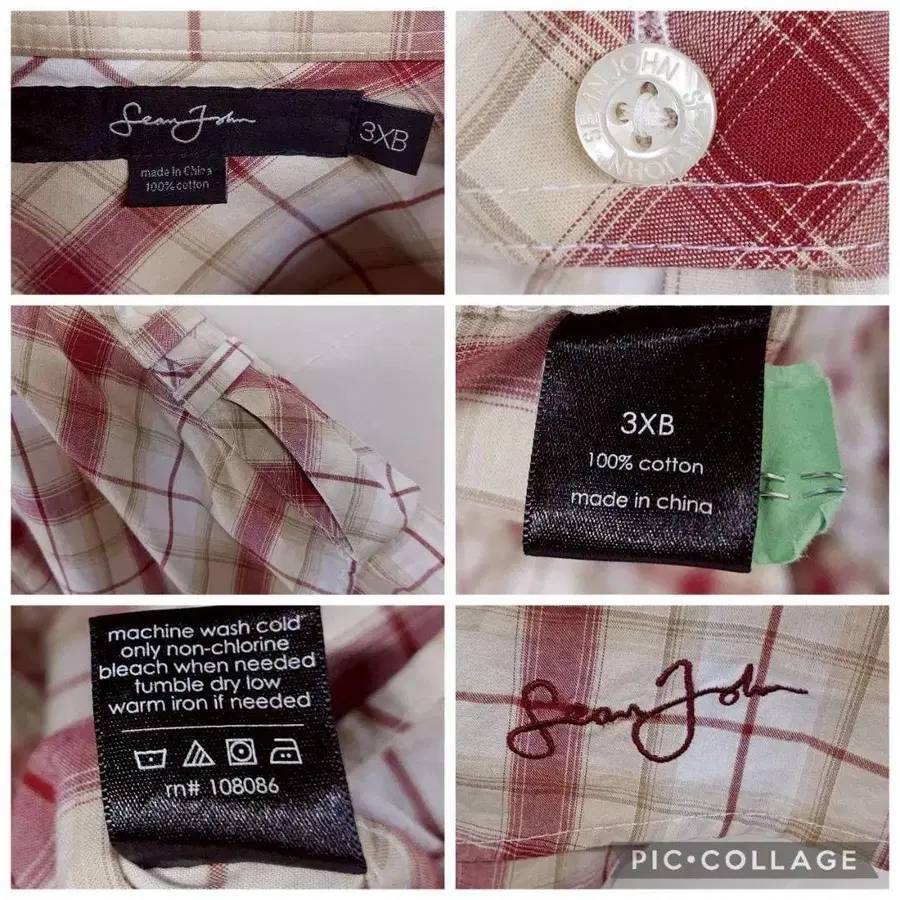 Sean John
3XB
made in China
100% cotton
SEAN JOHN SEAN JOHN
3XB
100% cotton
made in china
machine wash cold
only non-chlorine
bleach when needed
tumble dry low
warm iron if needed
rn# 108086
Sean John
PIC•COLLAGE